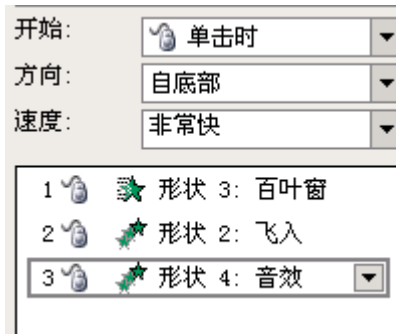 开始: 单击时
方向: 自底部
速度: 非常快
1 形状 3: 百叶窗
2 形状 2: 飞入
3 形状 4: 音效